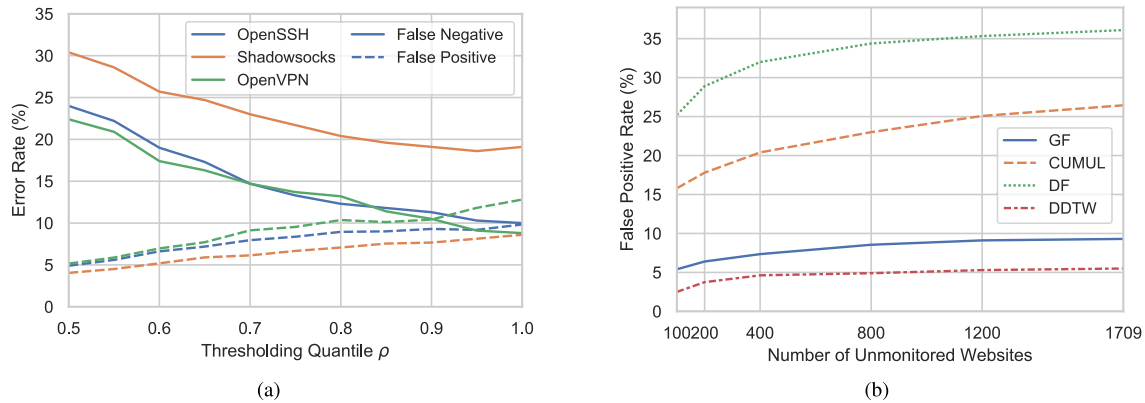 35
30
25
20
15
10
5
0
Error Rate (%)
OpenSSH
Shadowsocks
OpenVPN
False Negative
False Positive
0.5 0.6 0.7 0.8 0.9 1.0
Thresholding Quantile ρ
(a)
35
30
25
20
15
10
5
0
False Positive Rate (%)
GF
CUMUL
DF
DDTW
100 200 400 800 1200 1709
Number of Unmonitored Websites
(b)